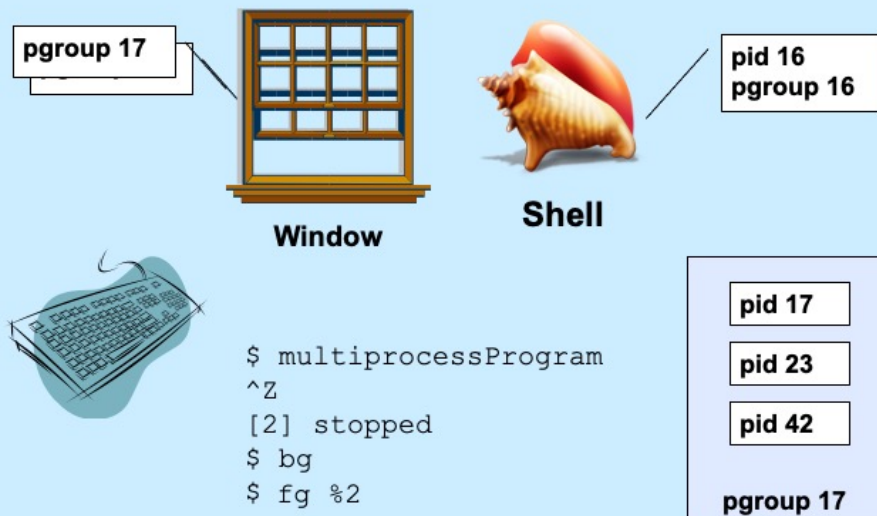 pgroup 17
pid 16
pgroup 16
Window
Shell
$ multiprocessProgram
^Z
[2] stopped
$ bg
$ fg %2
pid 17
pid 23
pid 42
pgroup 17